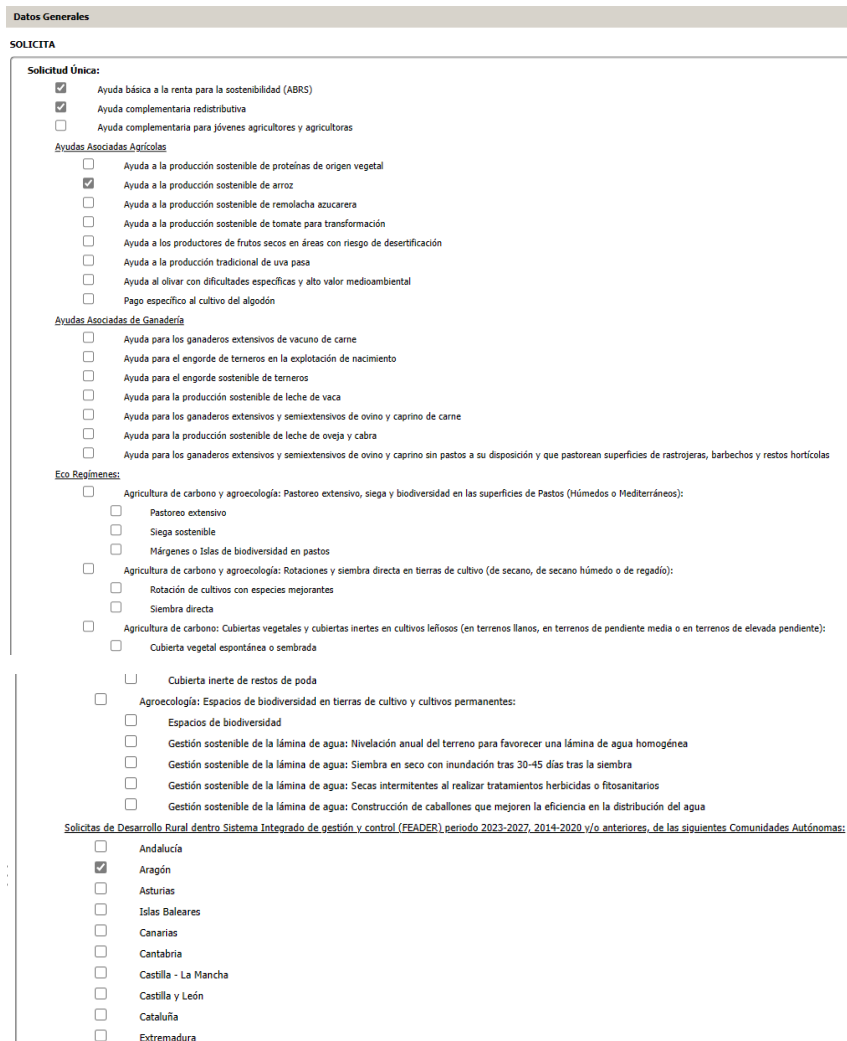 Datos Generales
SOLICITA
Solicitud Única:
Ayuda básica a la renta para la sostenibilidad (ABRS)
Ayuda complementaria redistributiva
Ayuda complementaria para jóvenes agricultores y agricultoras
Ayudas Asociadas Agrícolas
Ayuda a la producción sostenible de proteínas de origen vegetal
Ayuda a la producción sostenible de arroz
Ayuda a la producción sostenible de remolacha azucarera
Ayuda a la producción sostenible de tomate para transformación
Ayuda a los productores de frutos secos en áreas con riesgo de desertificación
Ayuda a la producción tradicional de uva pasa
Ayuda al olivar con dificultades específicas y alto valor medioambiental
Pago específico al cultivo del algodón
Ayudas Asociadas de Ganadería
Ayuda para los ganaderos extensivos de vacuno de carne
Ayuda para el engorde de terneros en la explotación de nacimiento
Ayuda para el engorde sostenible de terneros
Ayuda para la producción sostenible de leche de vaca
Ayuda para los ganaderos extensivos y semiextensivos de ovino y caprino de carne
Ayuda para la producción sostenible de leche de oveja y cabra
Ayuda para los ganaderos extensivos y semiextensivos de ovino y caprino sin pastos a su disposición y que pastorean superficies de rastrojeras, barbechos y restos hortícolas
Eco Regímenes:
Agricultura de carbono y agroecología: Pastoreo extensivo, siega y biodiversidad en las superficies de Pastos (Húmedos o Mediterráneos):
Pastoreo extensivo
Siega sostenible
Márgenes o Islas de biodiversidad en pastos
Agricultura de carbono y agroecología: Rotaciones y siembra directa en tierras de cultivo (de secano, de secano húmedo o de regadío):
Rotación de cultivos con especies mejorantes
Siembra directa
Agricultura de carbono: Cubiertas vegetales y cubiertas inertes en cultivos leñosos (en terrenos llanos, en terrenos de pendiente media o en terrenos de elevada pendiente):
Cubierta vegetal espontánea o sembrada
Cubierta inerte de restos de poda
Agroecología: Espacios de biodiversidad en tierras de cultivo y cultivos permanentes:
Espacios de biodiversidad
Gestión sostenible de la lámina de agua: Nivelación anual del terreno para favorecer una lámina de agua homogénea
Gestión sostenible de la lámina de agua: Siembra en seco con inundación tras 30-45 días tras la siembra
Gestión sostenible de la lámina de agua: Secas intermitentes al realizar tratamientos herbicidas o fitosanitarios
Gestión sostenible de la lámina de agua: Construcción de caballones que mejoren la eficiencia en la distribución del agua
Solicitas de Desarrollo Rural dentro Sistema Integrado de gestión y control (FEADER) periodo 2023-2027, 2014-2020 y/o anteriores, de las siguientes Comunidades Autónomas:
Andalucía
Aragón
Asturias
Islas Baleares
Canarias
Cantabria
Castilla - La Mancha
Castilla y León
Cataluña
Extremadura